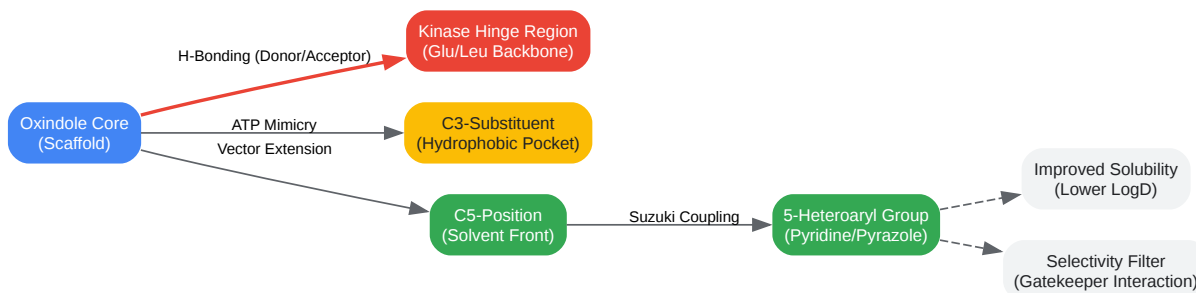 Kinase Hinge Region
(Glu/Leu Backbone)
H-Bonding (Donor/Acceptor)
Oxindole Core
(Scaffold)
ATP Mimicry
C3-Substituent
(Hydrophobic Pocket)
Vector Extension
C5-Position
(Solvent Front)
Suzuki Coupling
5-Heteroaryl Group
(Pyridine/Pyrazole)
Improved Solubility
(Lower LogD)
Selectivity Filter
(Gatekeeper Interaction)